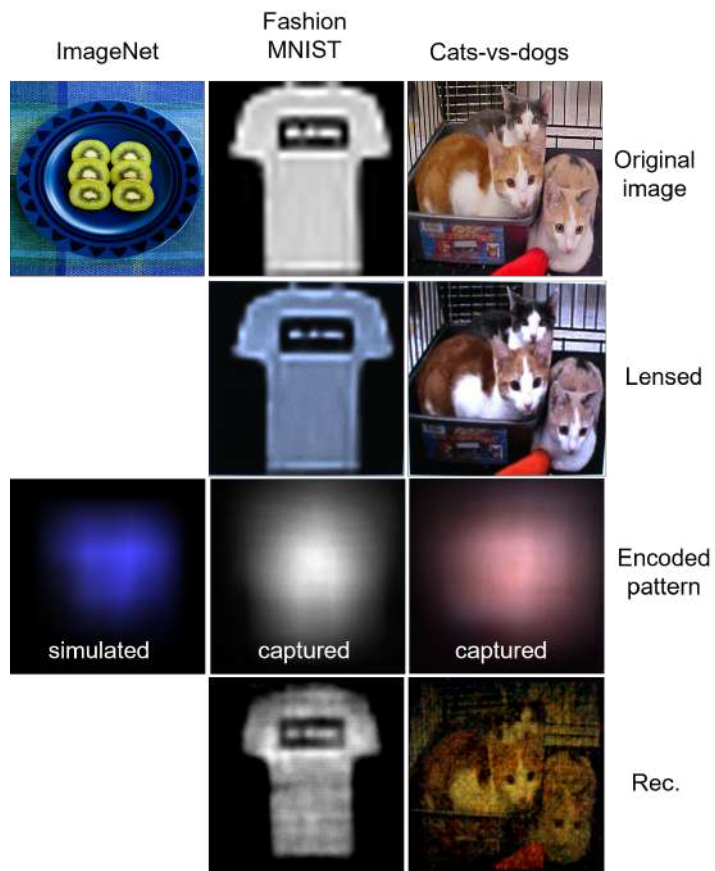 ImageNet
Fashion
MNIST
Cats-vs-dogs
Original
image
Lensed
Encoded
pattern
simulated
captured
captured
Rec.